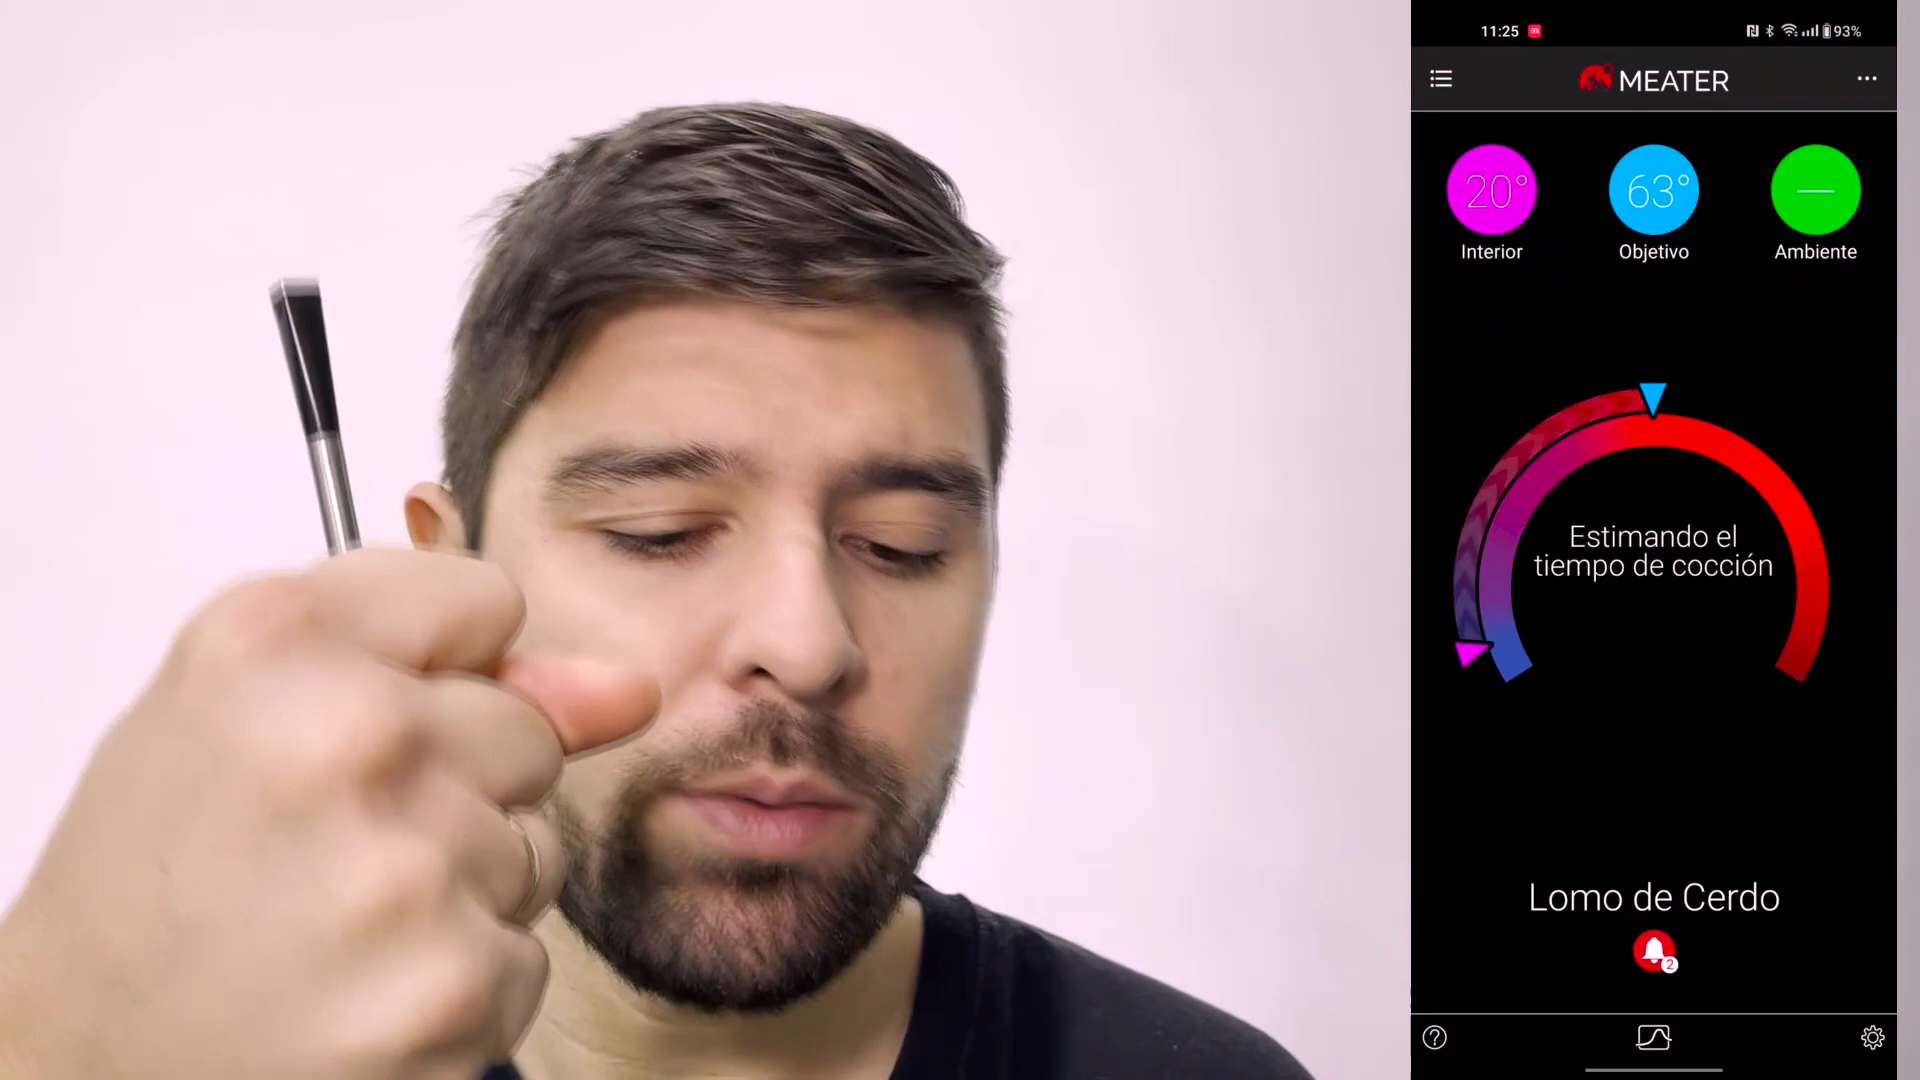 11:25
93%
MEATER
20° 63° —
Interior Objetivo Ambiente
Estimando el
tiempo de cocción
Lomo de Cerdo
2
?